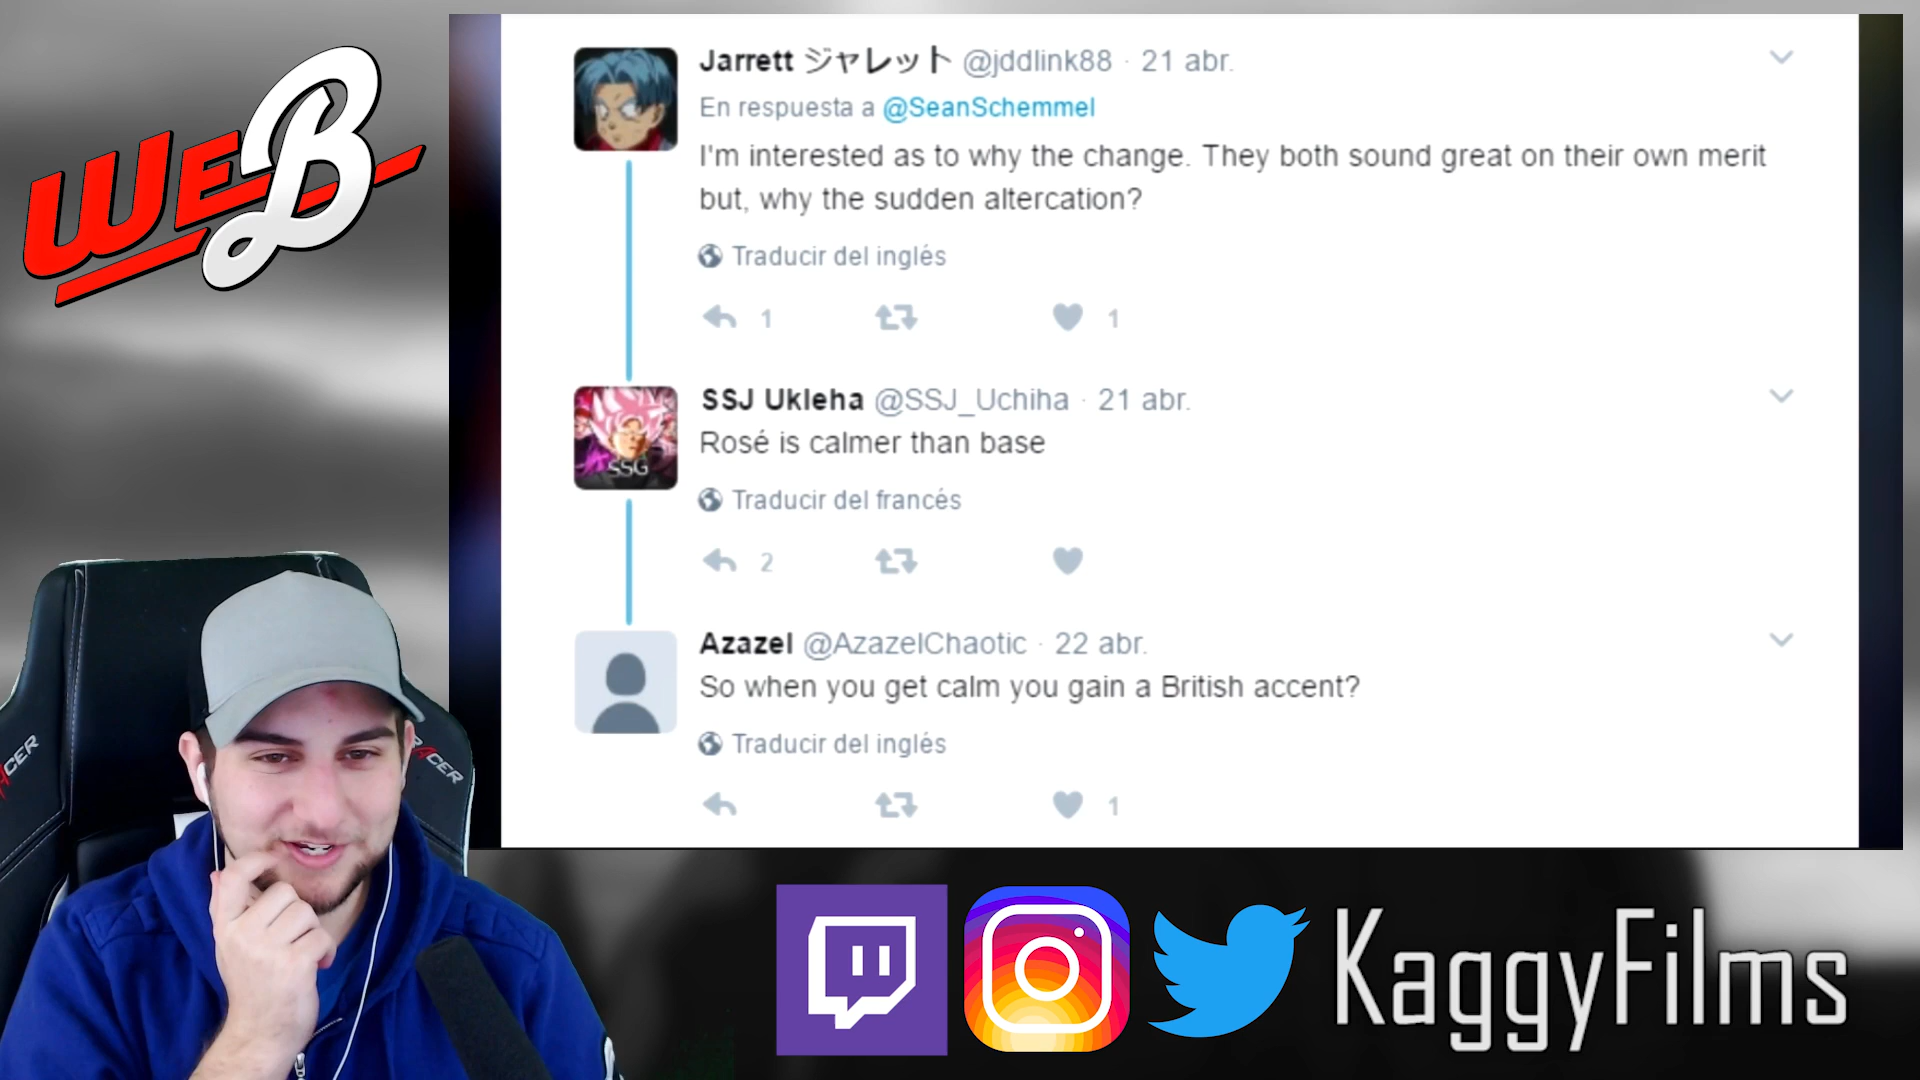 WEB
Jarrett ジャレット @jddlink88 · 21 abr.
En respuesta a @SeanSchemmel
I'm interested as to why the change. They both sound great on their own merit
but, why the sudden altercation?
Traducir del inglés
1 1
SSJ Ukleha @SSJ_Uchiha · 21 abr.
Rosé is calmer than base
SSG
Traducir del francés
2
Azazel @AzazelChaotic · 22 abr.
So when you get calm you gain a British accent?
Traducir del inglés
1
KaggyFilms